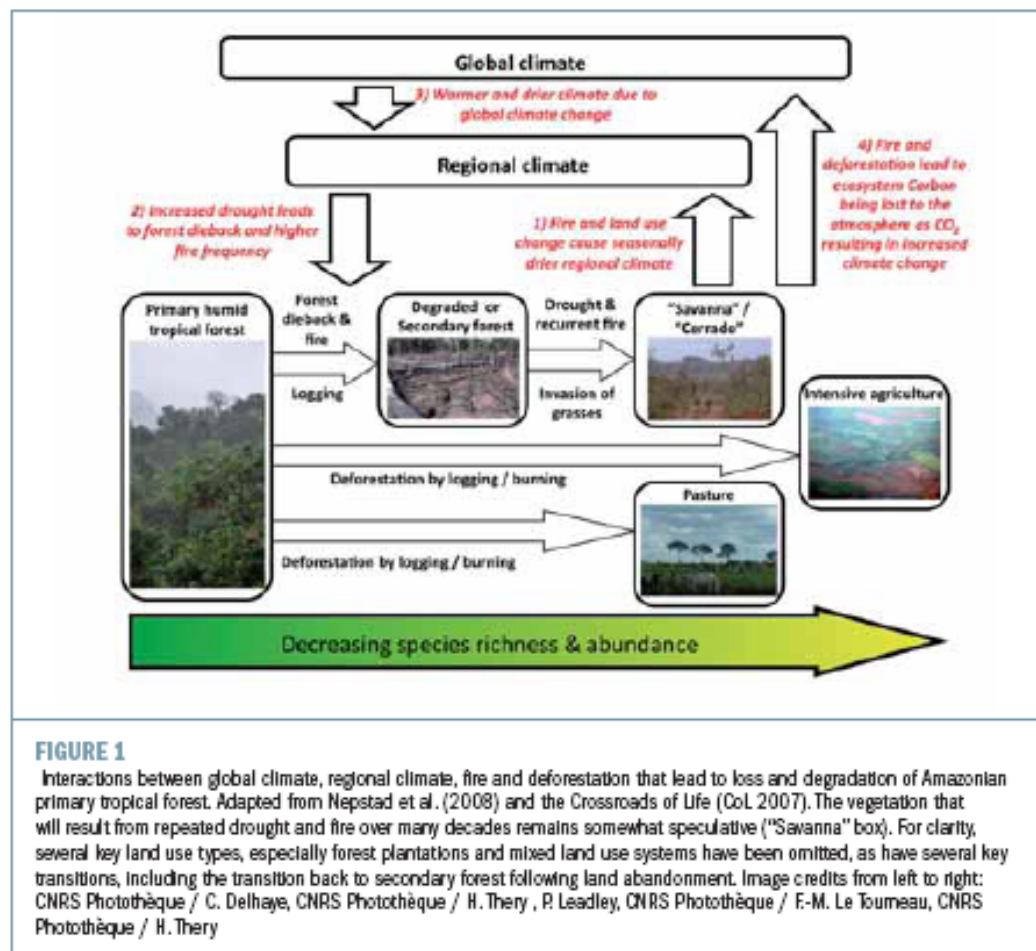 Global climate
3) Warmer and drier climate due to
global climate change
Regional climate
4) Fire and
deforestation lead to
ecosystem Carbon
being lost to the
atmosphere as CO₂
resulting in increased
climate change
2) Increased drought leads
to forest dieback and higher
fire frequency
1) Fire and land use
change cause seasonally
drier regional climate
Primary humid
tropical forest
Forest
dieback &
fire
Logging
Degraded or
Secondary forest
Drought &
recurrent fire
Invasion of
grasses
"Savanna" /
"Cerrado"
Intensive agriculture
Deforestation by logging / burning
Pasture
Deforestation by logging / burning
Decreasing species richness & abundance
FIGURE 1
Interactions between global climate, regional climate, fire and deforestation that lead to loss and degradation of Amazonian
primary tropical forest. Adapted from Nepstad et al. (2008) and the Crossroads of Life (CoL 2007). The vegetation that
will result from repeated drought and fire over many decades remains somewhat speculative ("Savanna" box). For clarity,
several key land use types, especially forest plantations and mixed land use systems have been omitted, as have several key
transitions, including the transition back to secondary forest following land abandonment. Image credits from left to right:
CNRS Photothèque / C. Delhaye, CNRS Photothèque / H. Thery , P. Leadley, CNRS Photothèque / F.-M. Le Tourneau, CNRS
Photothèque / H. Thery